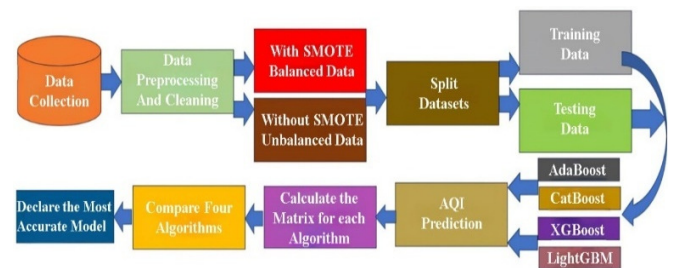 Data
Collection
Data
Preprocessing
And Cleaning
With SMOTE
Balanced Data
Without SMOTE
Unbalanced Data
Split
Datasets
Training
Data
Testing
Data
AdaBoost
CatBoost
XGBoost
LightGBM
AQI
Prediction
Calculate the
Matrix for each
Algorithm
Compare Four
Algorithms
Declare the Most
Accurate Model